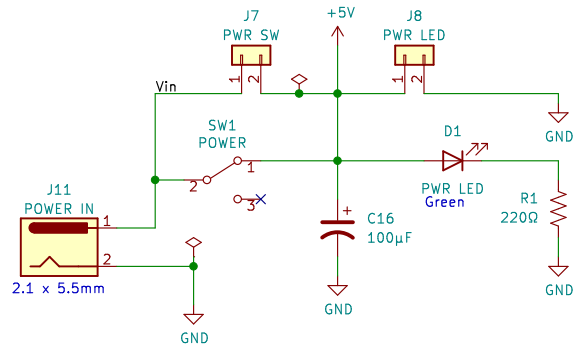 J7
PWR SW
+5V
J8
PWR LED
1
2
1
2
Vin
GND
SW1
POWER
1
2
3
D1
PWR LED
Green
J11
POWER IN
1
2
2.1 x 5.5mm
C16
100µF
+
R1
220Ω
GND
GND
GND